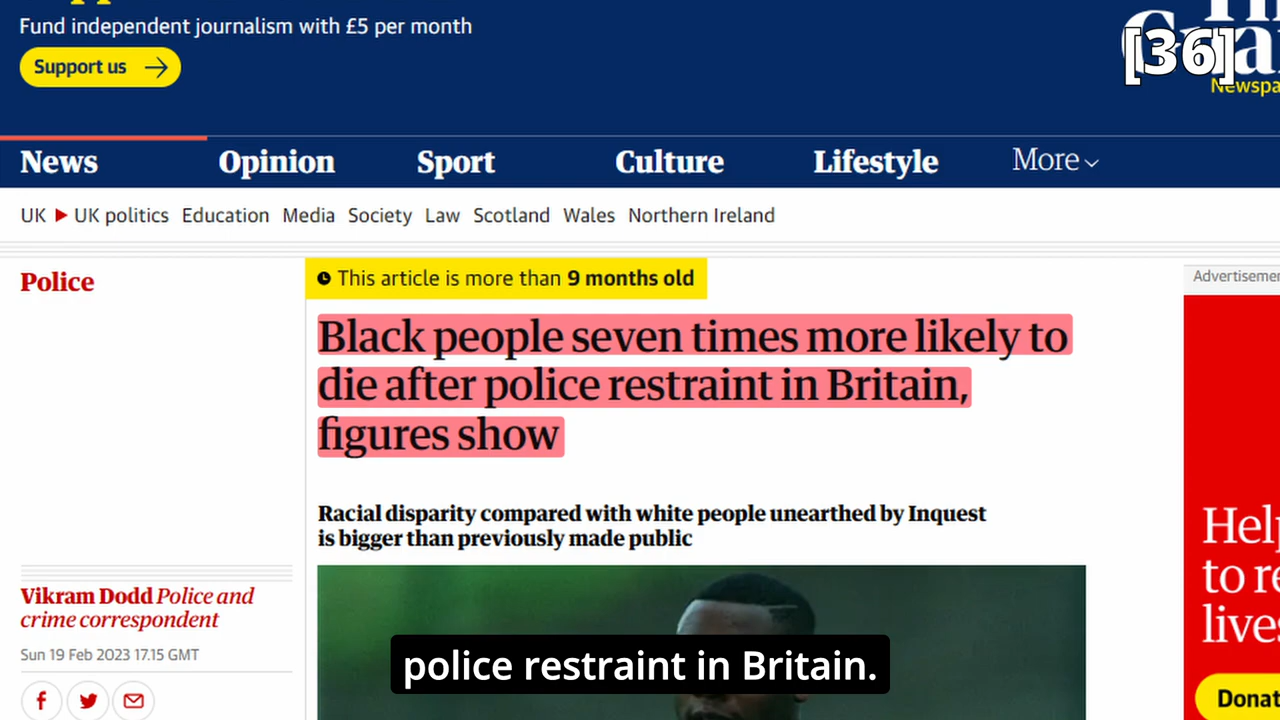 Fund independent journalism with £5 per month
Support us
[36]
Newspa
News Opinion Sport Culture Lifestyle More
UK UK politics Education Media Society Law Scotland Wales Northern Ireland
Police
This article is more than 9 months old
Advertisemen
Black people seven times more likely to
die after police restraint in Britain,
figures show
Racial disparity compared with white people unearthed by Inquest
is bigger than previously made public
Help
to re
lives
Vikram Dodd Police and
crime correspondent
Sun 19 Feb 2023 17.15 GMT
police restraint in Britain.
Donat